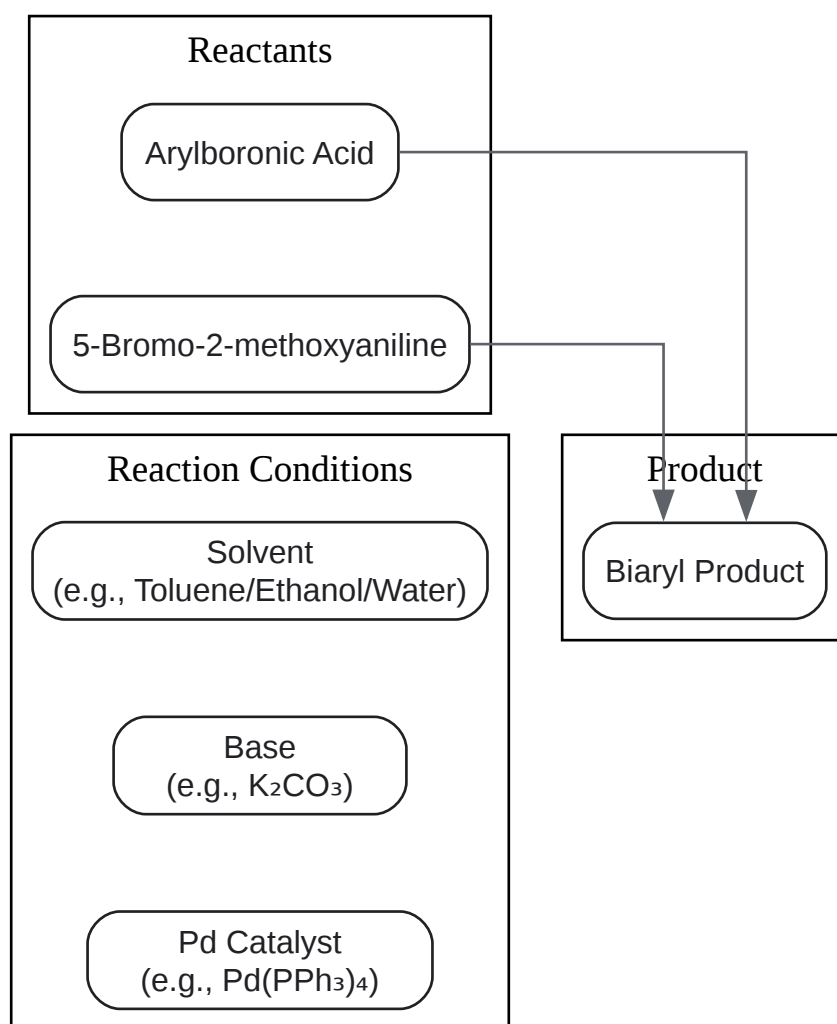 Reactants
Arylboronic Acid
5-Bromo-2-methoxyaniline
Reaction Conditions
Solvent
(e.g., Toluene/Ethanol/Water)
Base
(e.g., K₂CO₃)
Pd Catalyst
(e.g., Pd(PPh₃)₄)
Product
Biaryl Product